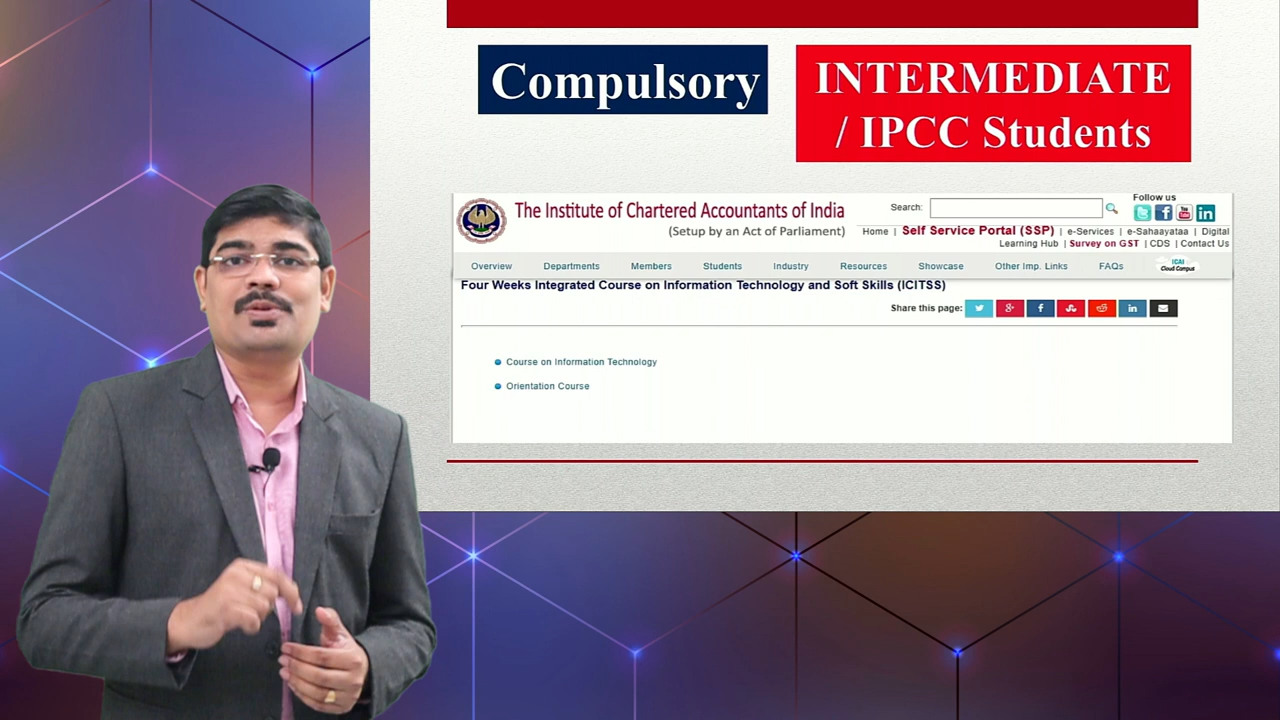 Compulsory
INTERMEDIATE
/ IPCC Students
The Institute of Chartered Accountants of India
(Setup by an Act of Parliament)
Search:
Follow us
Home | Self Service Portal (SSP) | e-Services | e-Sahaayataa | Digital
Learning Hub | Survey on GST | CDS | Contact Us
Overview Departments Members Students Industry Resources Showcase Other Imp. Links FAQs ICAI Cloud Campus
Four Weeks Integrated Course on Information Technology and Soft Skills (ICITSS)
Share this page:
Course on Information Technology
Orientation Course